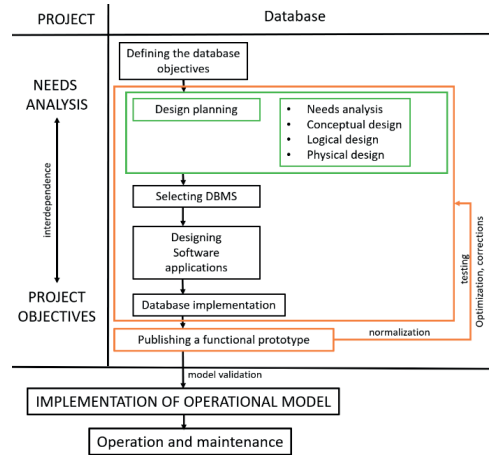 PROJECT
Database
Defining the database
objectives
NEEDS
ANALYSIS
Design planning
• Needs analysis
• Conceptual design
• Logical design
• Physical design
interdependence
Selecting DBMS
Designing
Software
applications
testing
Optimization, corrections
PROJECT
OBJECTIVES
Database implementation
Publishing a functional prototype
normalization
model validation
IMPLEMENTATION OF OPERATIONAL MODEL
Operation and maintenance